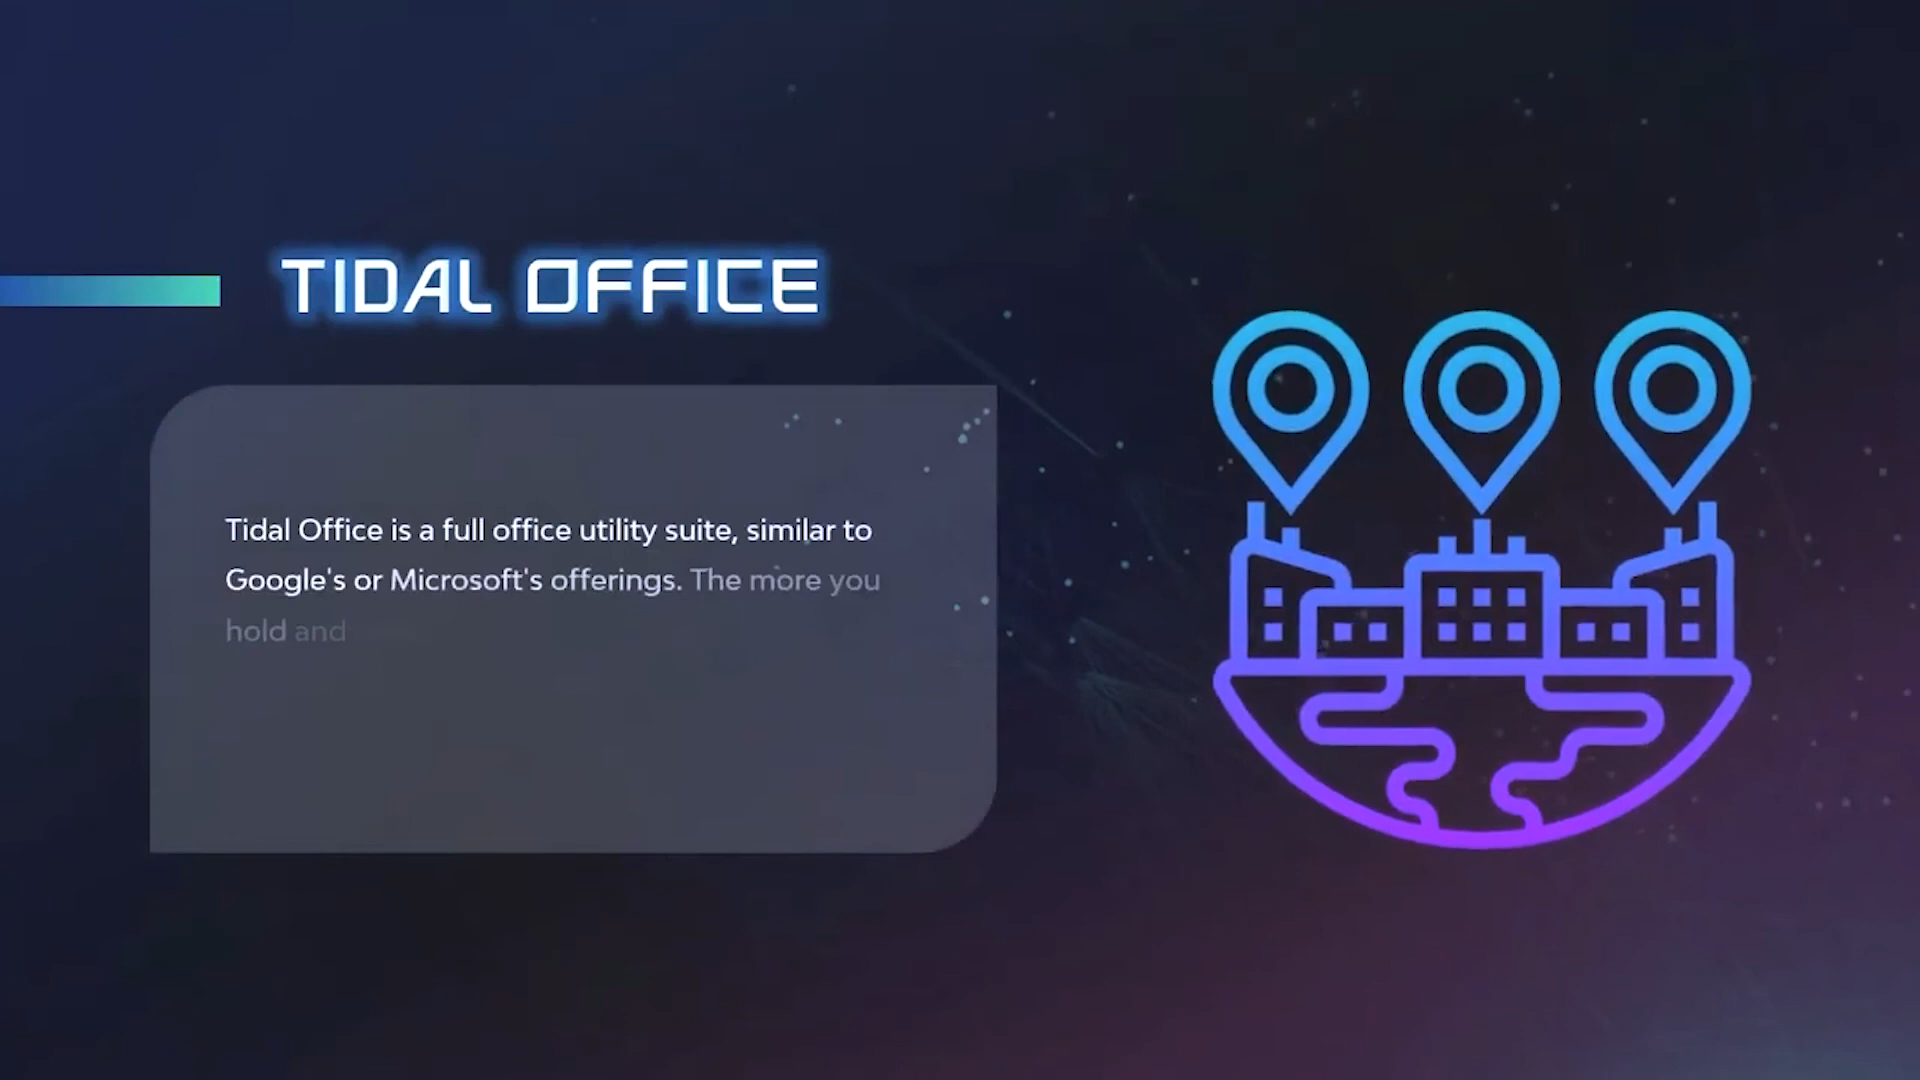 TIDAL OFFICE
Tidal Office is a full office utility suite, similar to
Google's or Microsoft's offerings. The more you
hold and